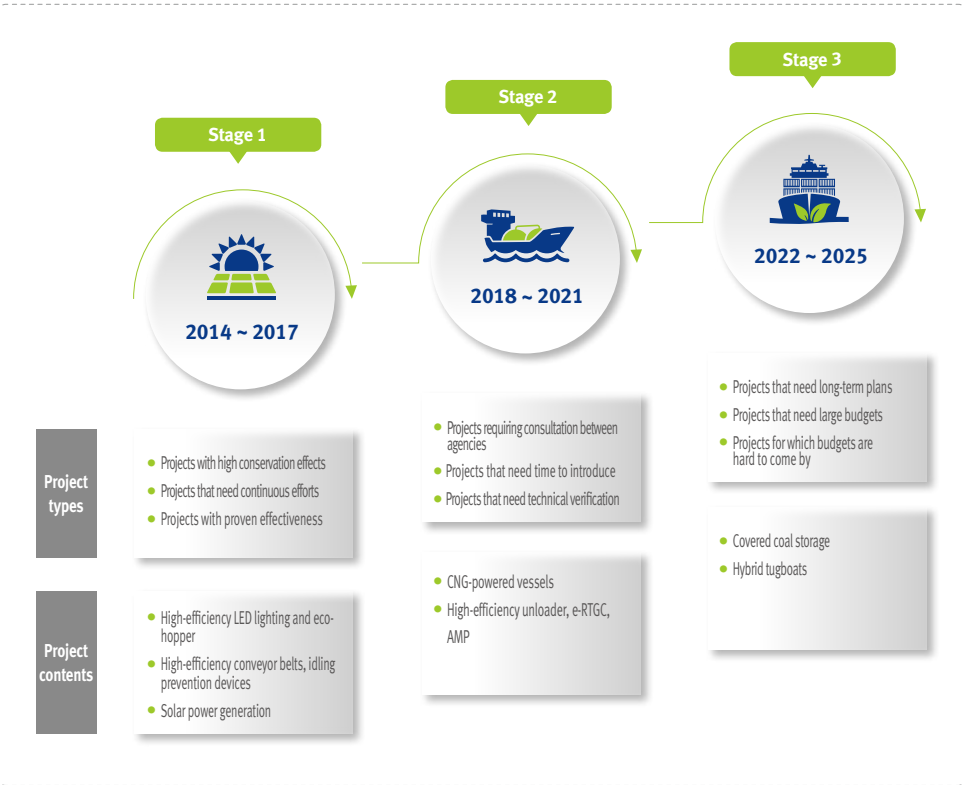 Stage 1
2014 ~ 2017
Stage 2
2018 ~ 2021
Stage 3
2022 ~ 2025
Project
types
Projects with high conservation effects
Projects that need continuous efforts
Projects with proven effectiveness
Projects requiring consultation between
agencies
Projects that need time to introduce
Projects that need technical verification
Projects that need long-term plans
Projects that need large budgets
Projects for which budgets are
hard to come by
Project
contents
High-efficiency LED lighting and eco-
hopper
High-efficiency conveyor belts, idling
prevention devices
Solar power generation
CNG-powered vessels
High-efficiency unloader, e-RTGC,
AMP
Covered coal storage
Hybrid tugboats